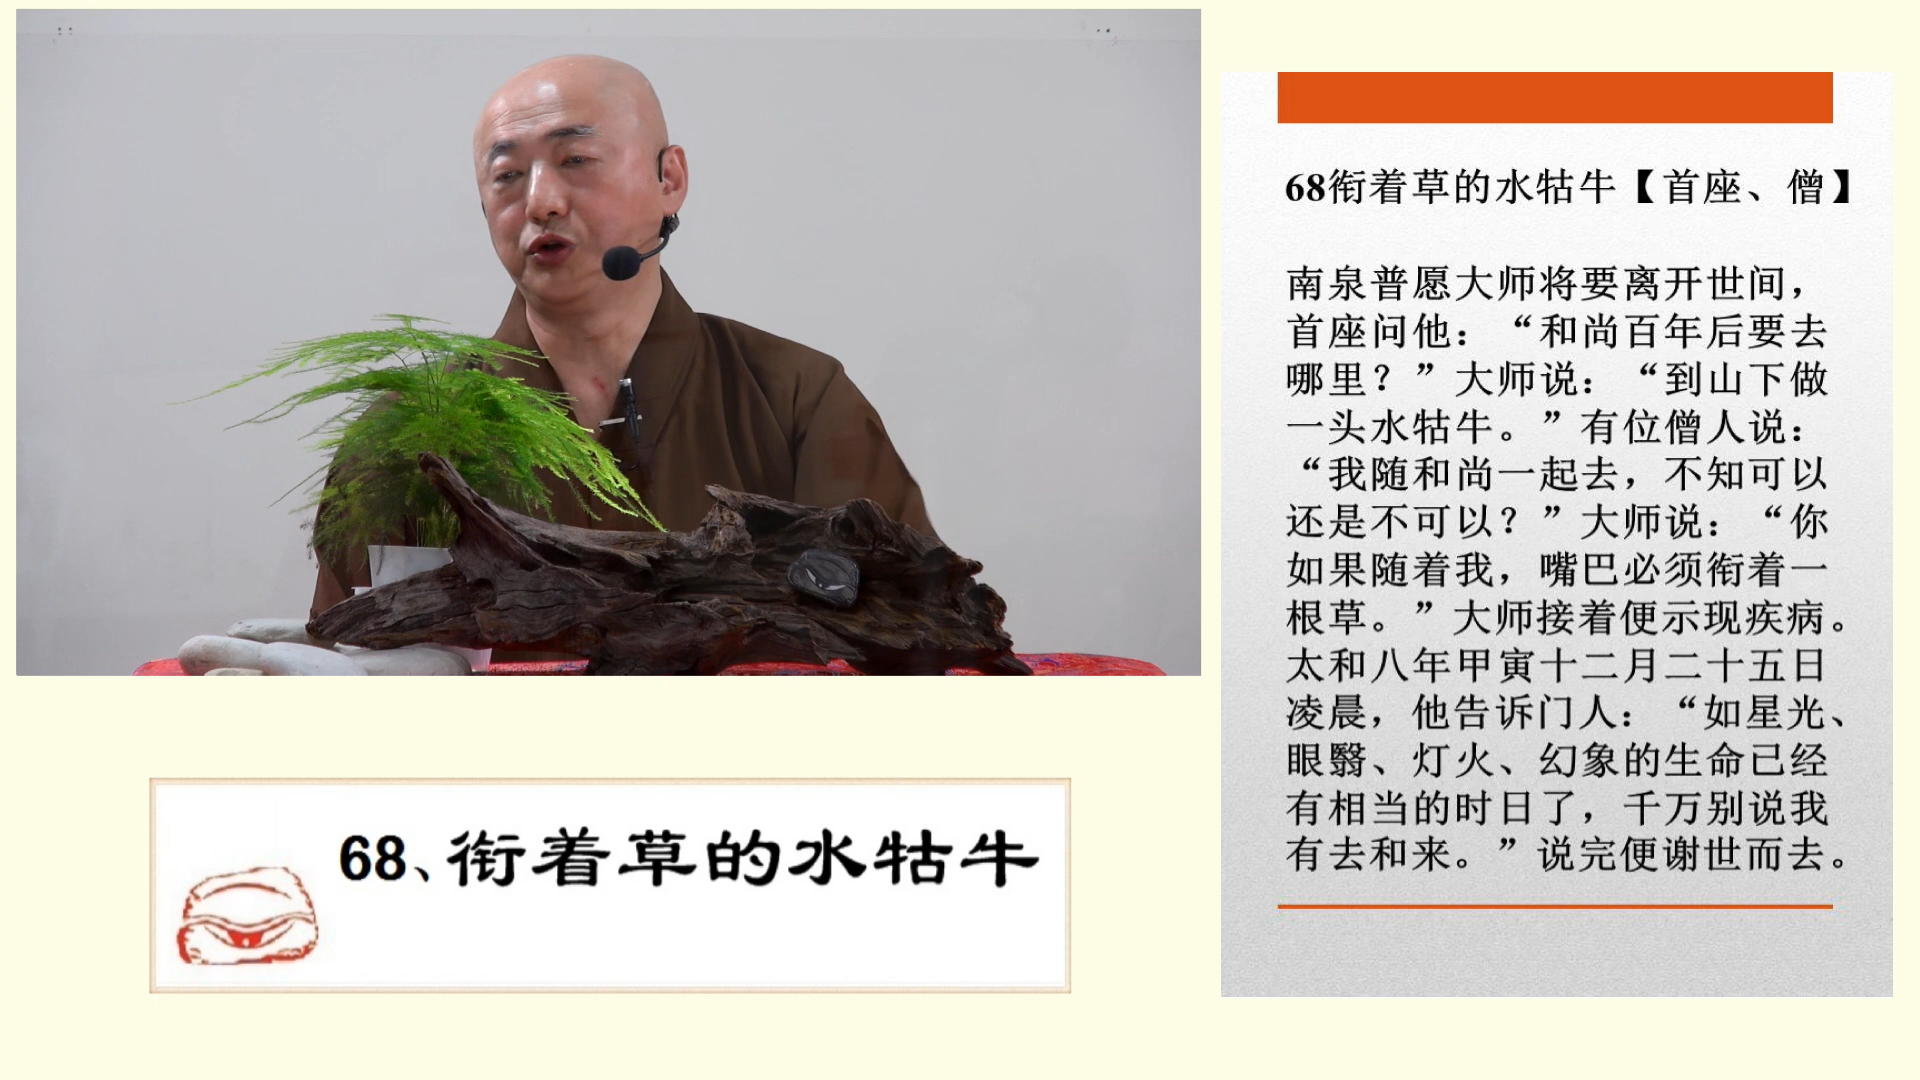 68衔着草的水牯牛【首座、僧】
南泉普愿大师将要离开世间，
首座问他：“和尚百年后要去
哪里？”大师说：“到山下做
一头水牯牛。”有位僧人说：
“我随和尚一起去，不知可以
还是不可以？”大师说：“你
如果随着我，嘴巴必须衔着一
根草。”大师接着便示现疾病。
太和八年甲寅十二月二十五日
凌晨，他告诉门人：“如星光、
眼翳、灯火、幻象的生命已经
有相当的时日了，千万别说我
有去和来。”说完便谢世而去。
68、衔着草的水牯牛